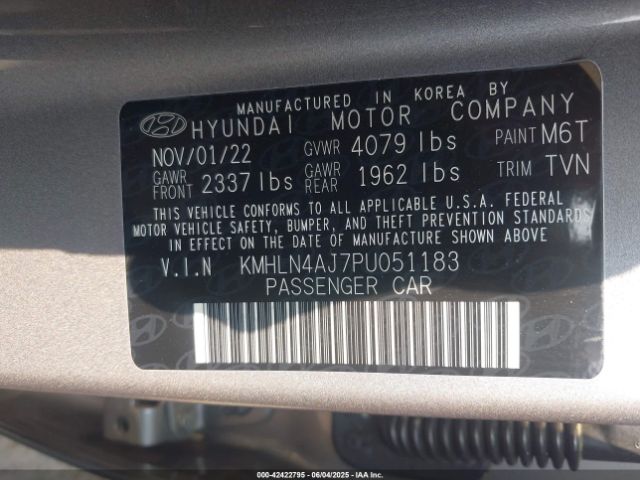 MANUFACTURED IN KOREA BY
HYUNDAI MOTOR COMPANY
NOV/01/22 GVWR 4079 lbs PAINT M6T
GAWR FRONT 2337 lbs GAWR REAR 1962 lbs TRIM TVN
THIS VEHICLE CONFORMS TO ALL APPLICABLE U.S.A. FEDERAL
MOTOR VEHICLE SAFETY, BUMPER, AND THEFT PREVENTION STANDARDS
IN EFFECT ON THE DATE OF MANUFACTURE SHOWN ABOVE
V.I.N KMHLN4AJ7PU051183
PASSENGER CAR
000-42422795 - 06/04/2025 - IAA, Inc.